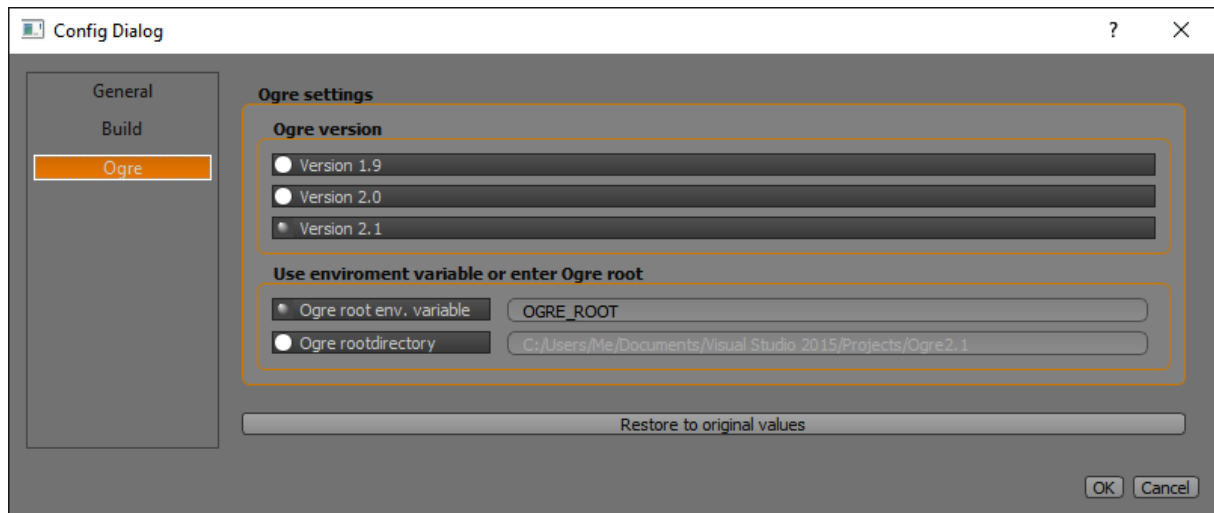 Config Dialog
?
General
Build
Ogre
Ogre settings
Ogre version
Version 1.9
Version 2.0
Version 2.1
Use enviroment variable or enter Ogre root
Ogre root env. variable
OGRE_ROOT
Ogre rootdirectory
C:/Users/Me/Documents/Visual Studio 2015/Projects/Ogre2.1
Restore to original values
OK
Cancel